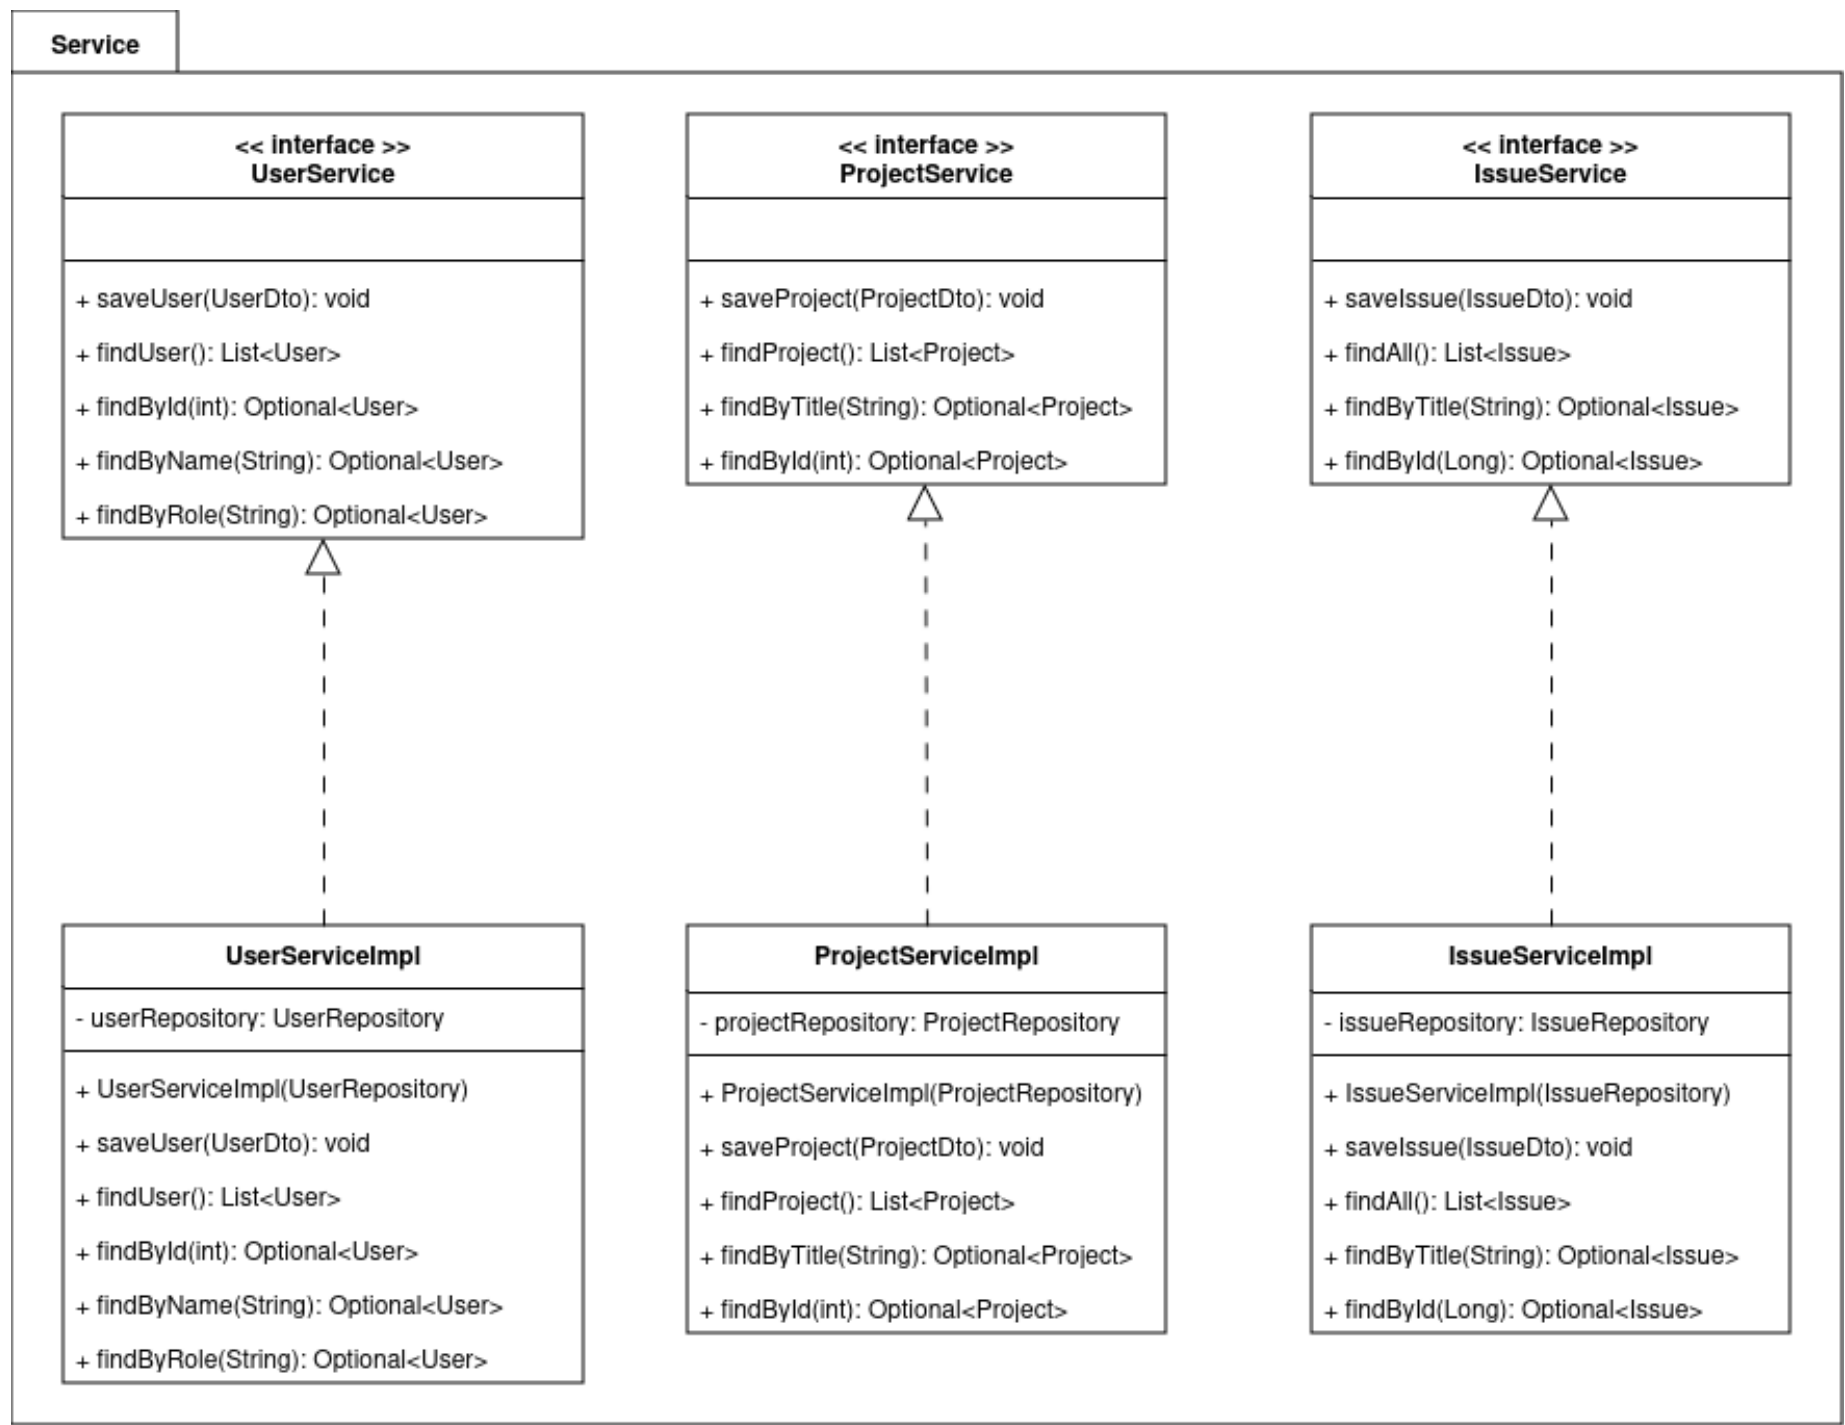 Service
<< interface >>
UserService
+ saveUser(UserDto): void
+ findUser(): List<User>
+ findById(int): Optional<User>
+ findByName(String): Optional<User>
+ findByRole(String): Optional<User>
<< interface >>
ProjectService
+ saveProject(ProjectDto): void
+ findProject(): List<Project>
+ findByTitle(String): Optional<Project>
+ findById(int): Optional<Project>
<< interface >>
IssueService
+ saveIssue(IssueDto): void
+ findAll(): List<Issue>
+ findByTitle(String): Optional<Issue>
+ findById(Long): Optional<Issue>
UserServiceImpl
- userRepository: UserRepository
+ UserServiceImpl(UserRepository)
+ saveUser(UserDto): void
+ findUser(): List<User>
+ findById(int): Optional<User>
+ findByName(String): Optional<User>
+ findByRole(String): Optional<User>
ProjectServiceImpl
- projectRepository: ProjectRepository
+ ProjectServiceImpl(ProjectRepository)
+ saveProject(ProjectDto): void
+ findProject(): List<Project>
+ findByTitle(String): Optional<Project>
+ findById(int): Optional<Project>
IssueServiceImpl
- issueRepository: IssueRepository
+ IssueServiceImpl(IssueRepository)
+ saveIssue(IssueDto): void
+ findAll(): List<Issue>
+ findByTitle(String): Optional<Issue>
+ findById(Long): Optional<Issue>